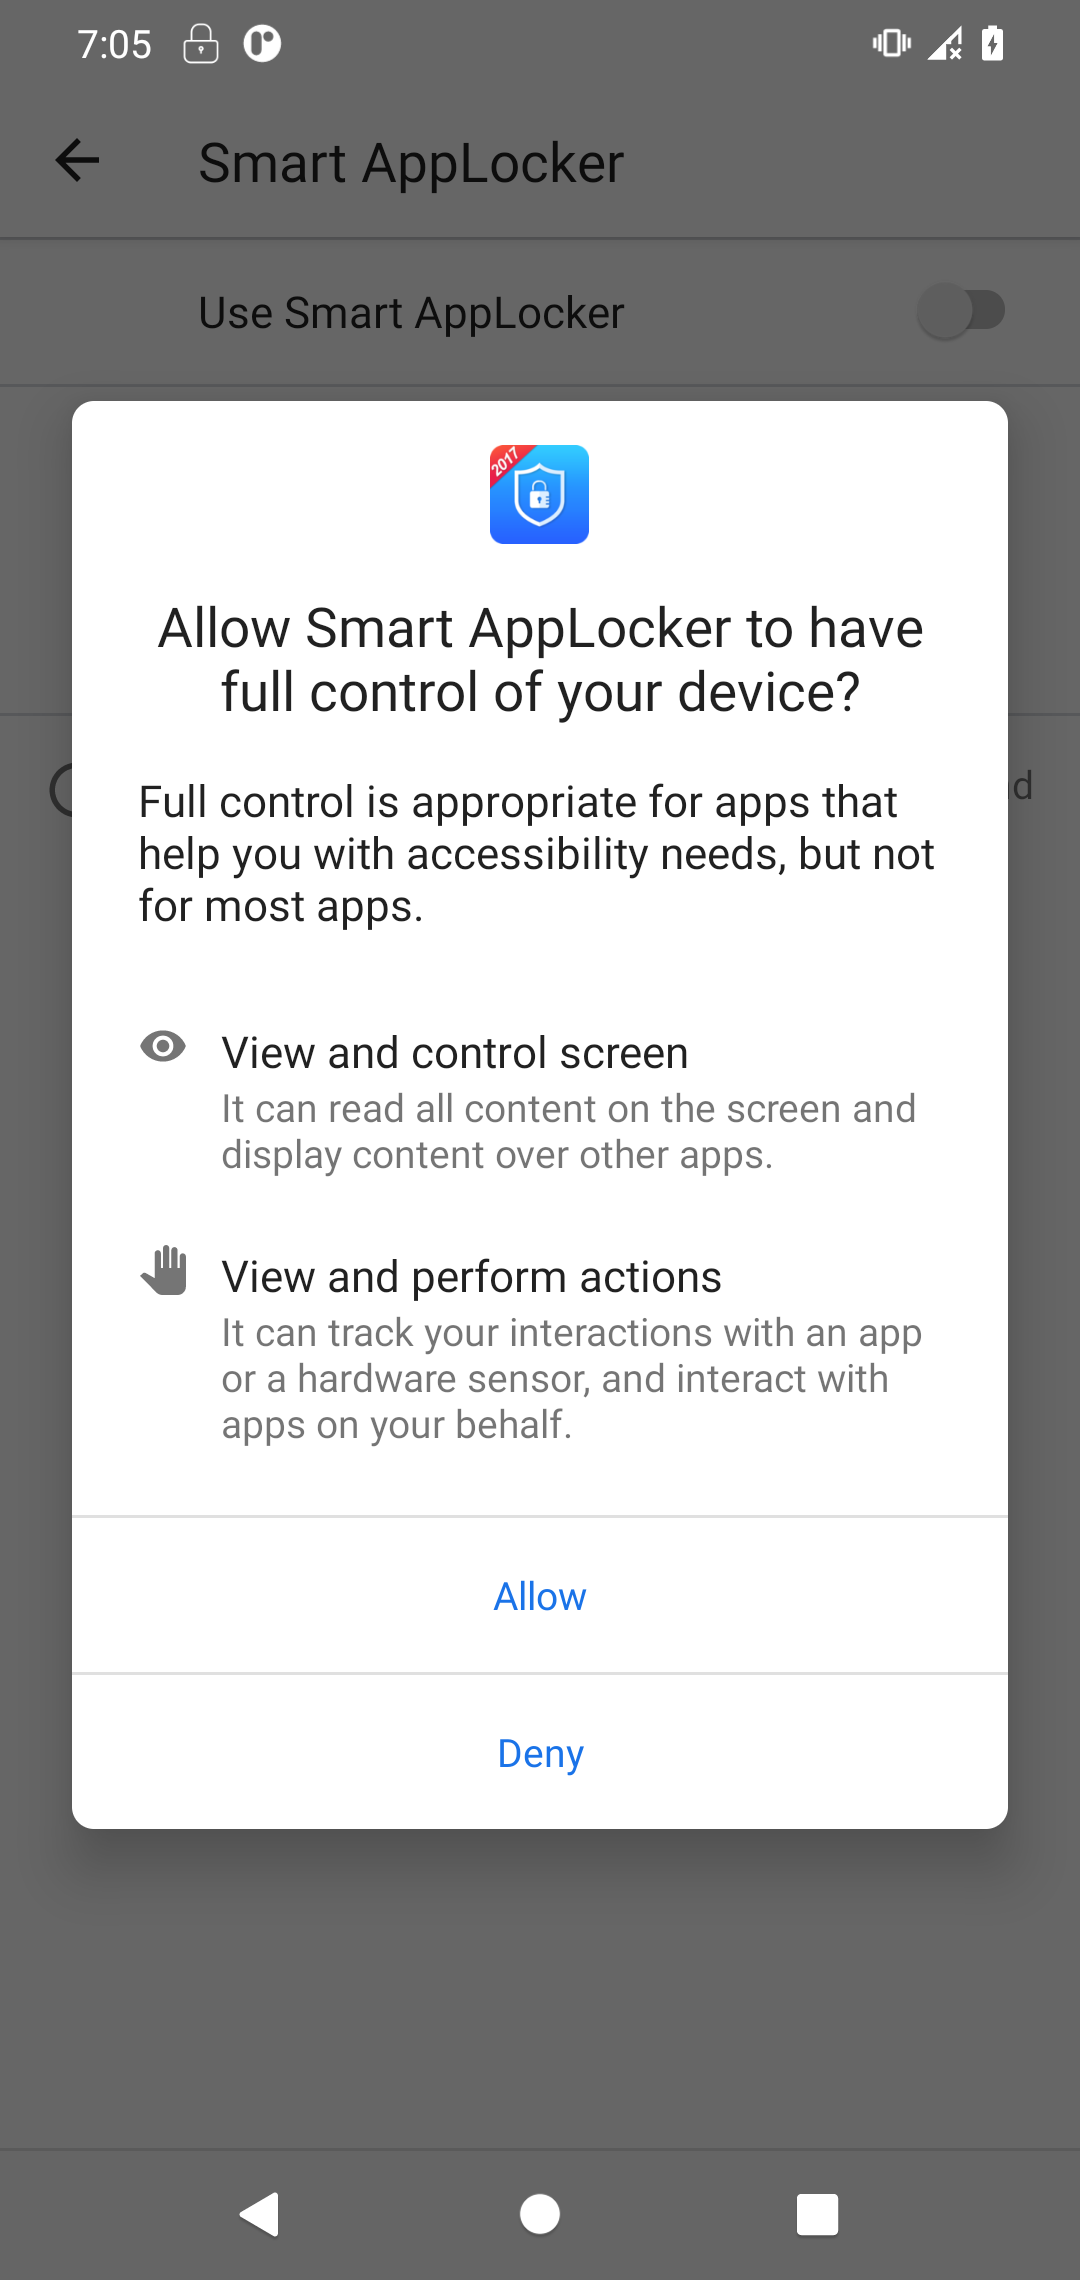 7:05
Smart AppLocker
Use Smart AppLocker
2017
Allow Smart AppLocker to have
full control of your device?
Full control is appropriate for apps that
help you with accessibility needs, but not
for most apps.
View and control screen
It can read all content on the screen and
display content over other apps.
View and perform actions
It can track your interactions with an app
or a hardware sensor, and interact with
apps on your behalf.
Allow
Deny